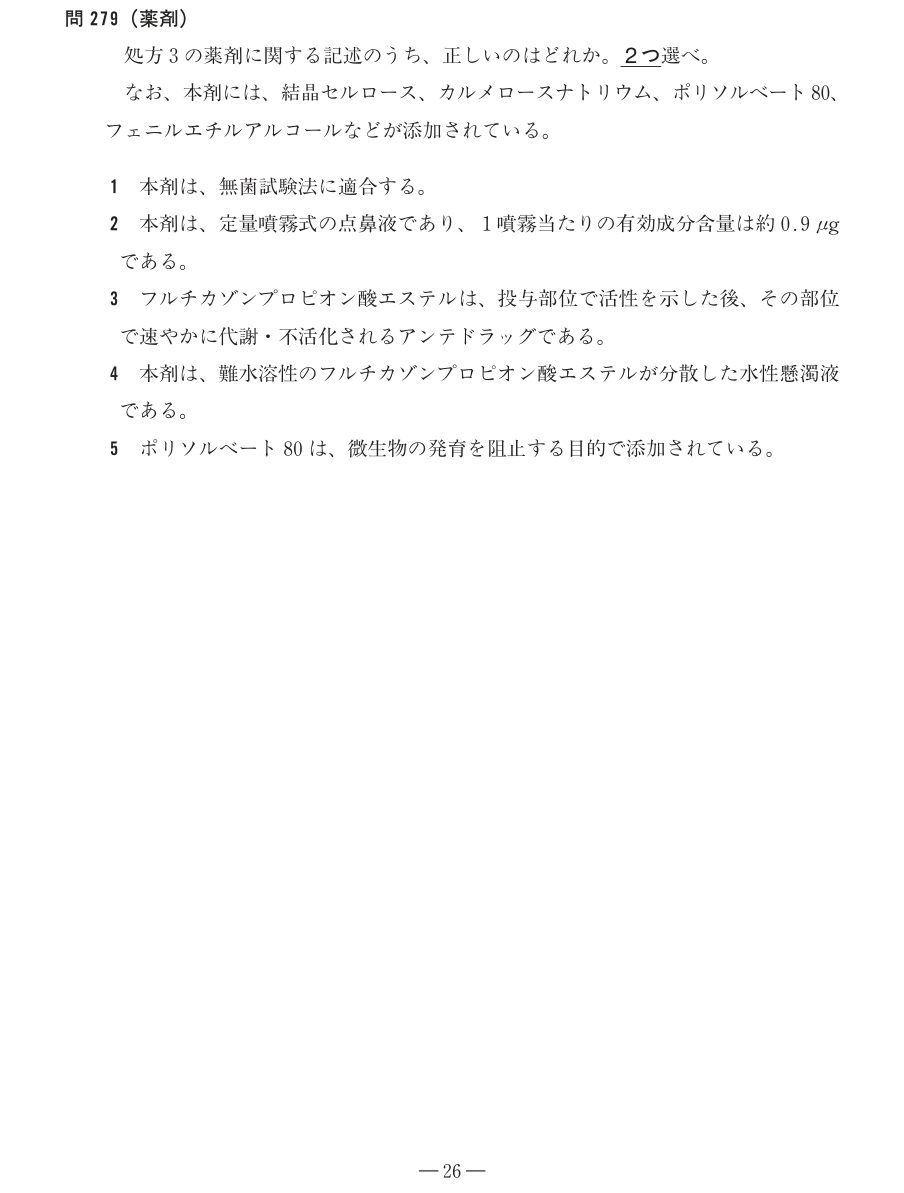 問 279（薬剤）
処方３の薬剤に関する記述のうち、正しいのはどれか。２つ選べ。
なお、本剤には、結晶セルロース、カルメロースナトリウム、ポリソルベート 80、
フェニルエチルアルコールなどが添加されている。
1 本剤は、無菌試験法に適合する。
2 本剤は、定量噴霧式の点鼻液であり、１噴霧当たりの有効成分含量は約 0.9 μg
である。
3 フルチカゾンプロピオン酸エステルは、投与部位で活性を示した後、その部位
で速やかに代謝・不活化されるアンテドラッグである。
4 本剤は、難水溶性のフルチカゾンプロピオン酸エステルが分散した水性懸濁液
である。
5 ポリソルベート 80 は、微生物の発育を阻止する目的で添加されている。
― 26 ―